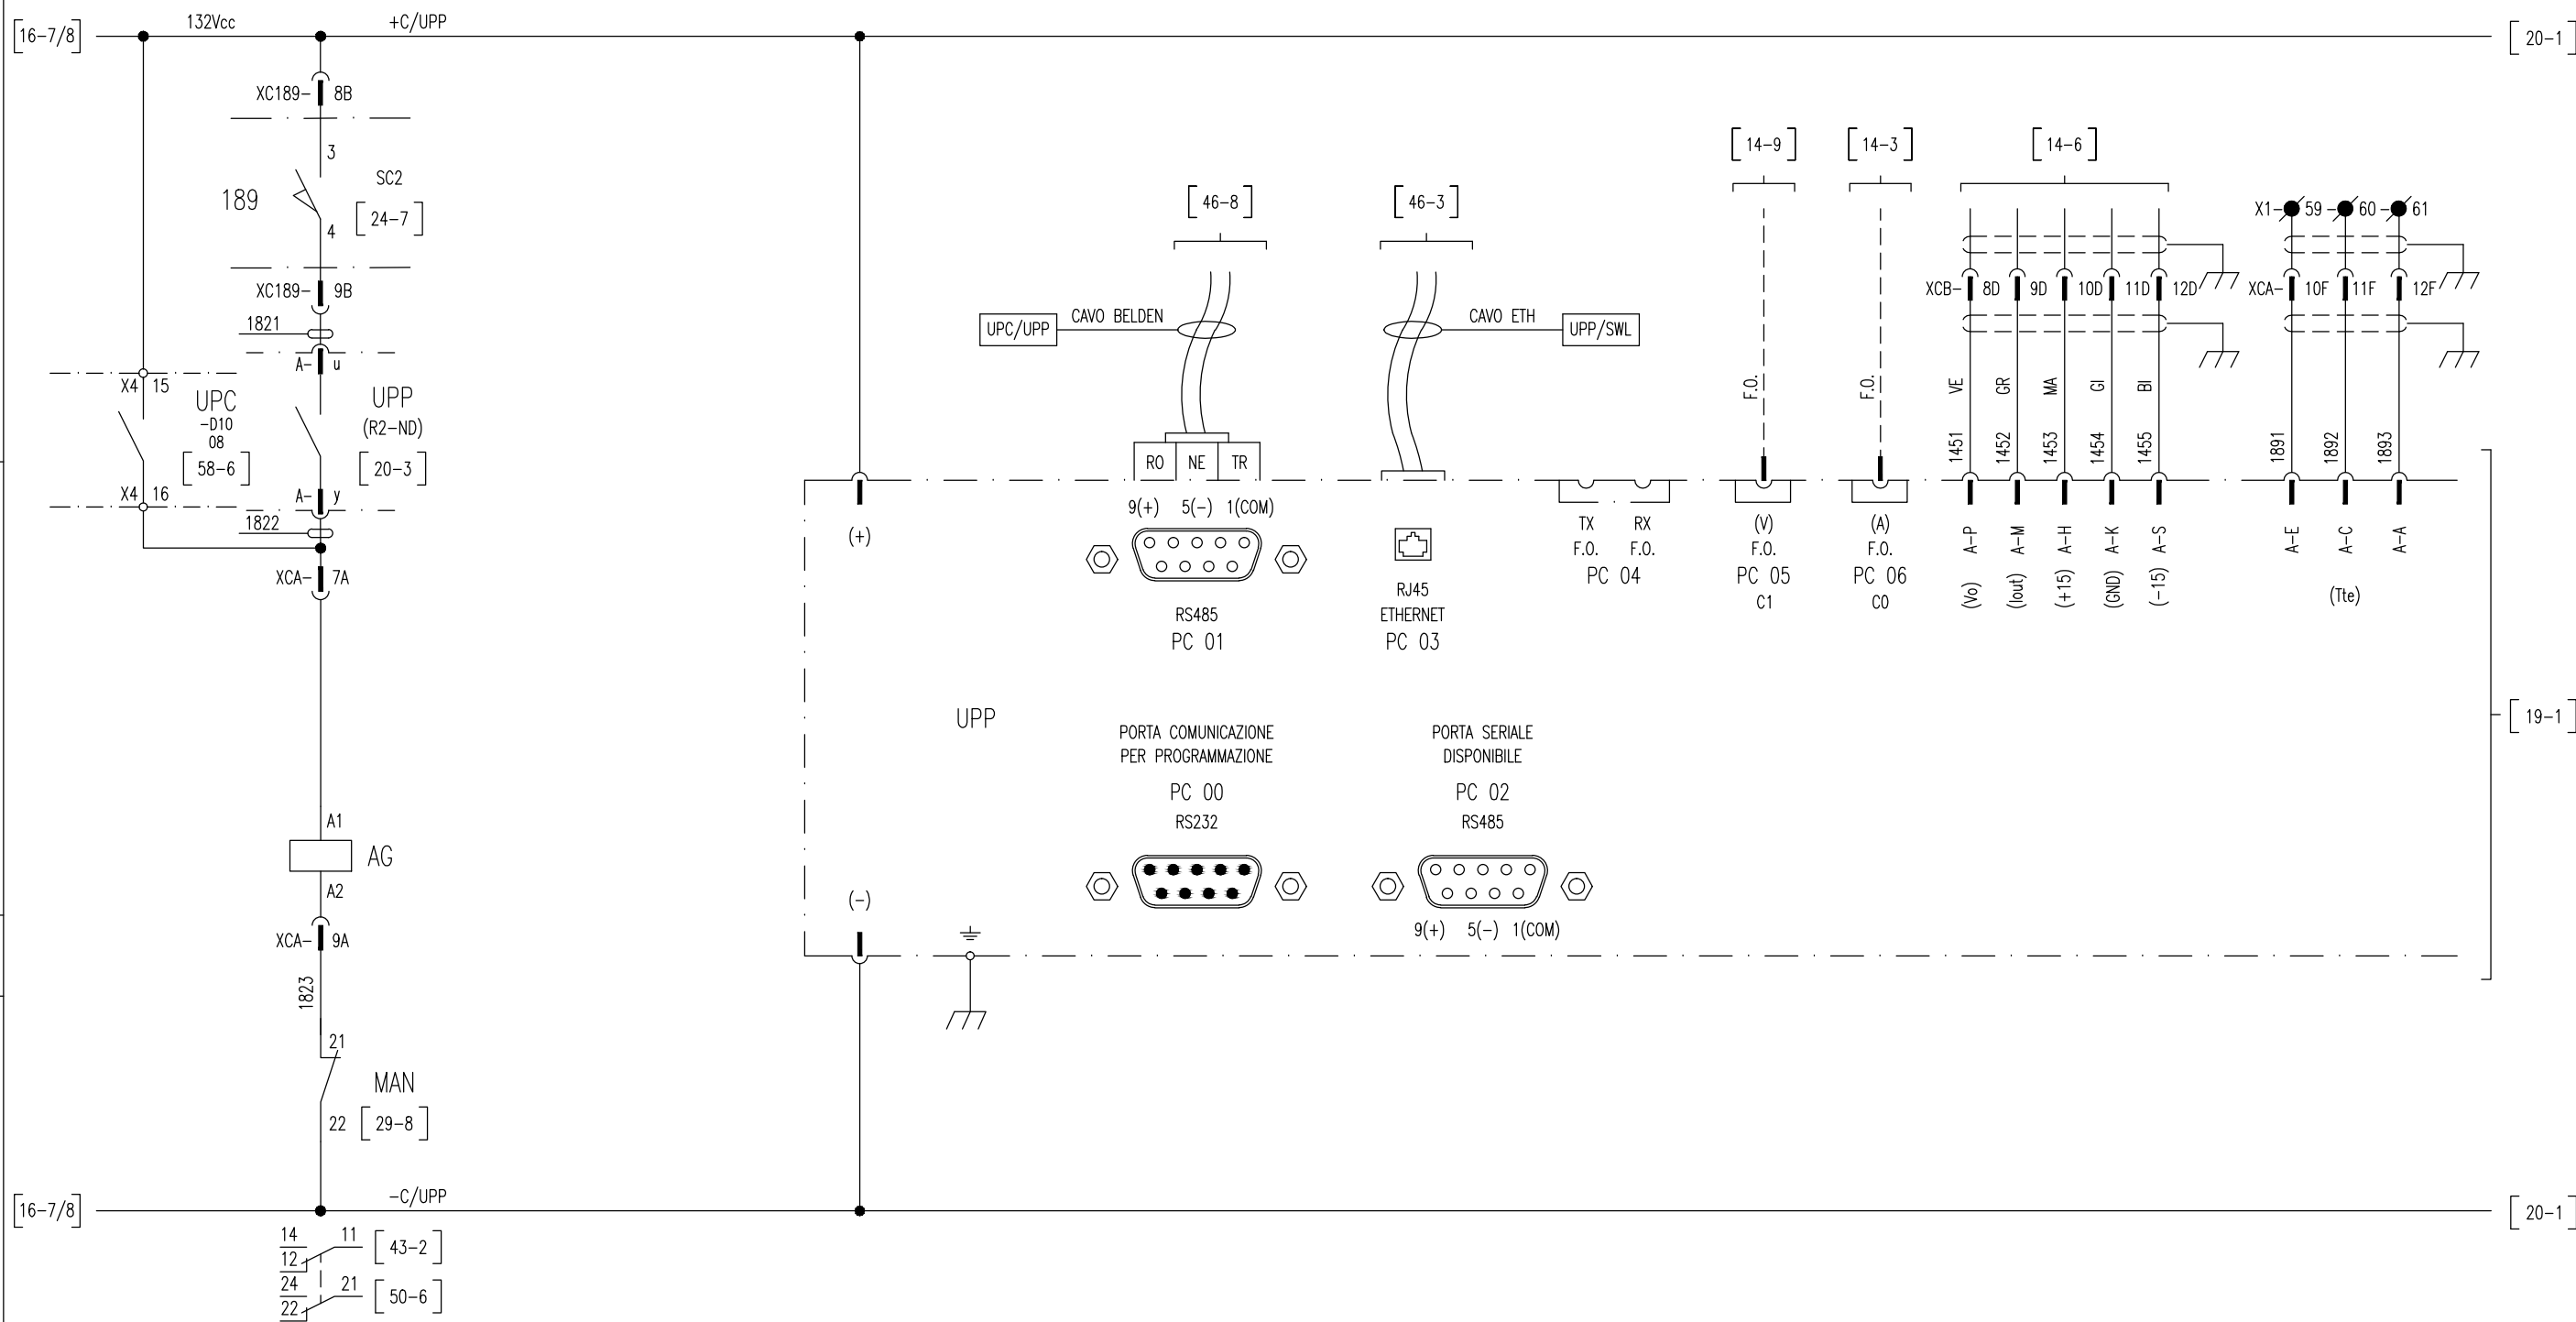 [16-7/8] 132Vcc +C/UPP [20-1]
XC189- 8B
3
189 SC2
[24-7]
4
XC189- 9B
1821
A- u
X4 15
UPC
-D10
08
[58-6]
UPP
(R2-ND)
[20-3]
X4 16
A- y
1822
XCA- 7A
A1
AG
A2
XCA- 9A
1823
21
MAN
22 [29-8]
[16-7/8] -C/UPP [20-1]
14 11 [43-2]
12
24 21 [50-6]
22
[46-8] [46-3]
UPC/UPP CAVO BELDEN CAVO ETH UPP/SWL
RO NE TR
9(+) 5(-) 1(COM)
(+)
RS485
PC 01
RJ45
ETHERNET
PC 03
TX RX
F.O. F.O.
PC 04
[14-9]
F.O.
(V)
F.O.
PC 05
C1
[14-3]
F.O.
(A)
F.O.
PC 06
C0
[14-6]
XCB- 8D 9D 10D 11D 12D
VE GR MA GI BI
1451 1452 1453 1454 1455
A-P A-M A-H A-K A-S
(Vo) (Iout) (+15) (GND) (-15)
X1- 59 - 60 - 61
XCA- 10F 11F 12F
1891 1892 1893
A-E A-C A-A
(Tte)
UPP
[19-1]
PORTA COMUNICAZIONE
PER PROGRAMMAZIONE
PC 00
RS232
PORTA SERIALE
DISPONIBILE
PC 02
RS485
9(+) 5(-) 1(COM)
(-)